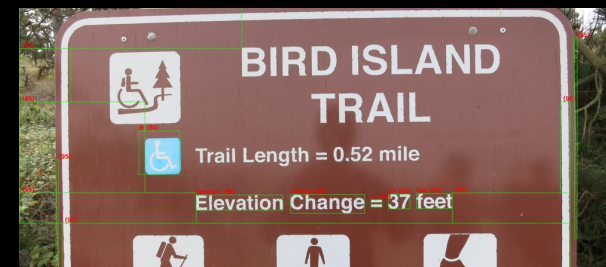 BIRD ISLAND
TRAIL
Trail Length = 0.52 mile
Elevation Change = 37 feet